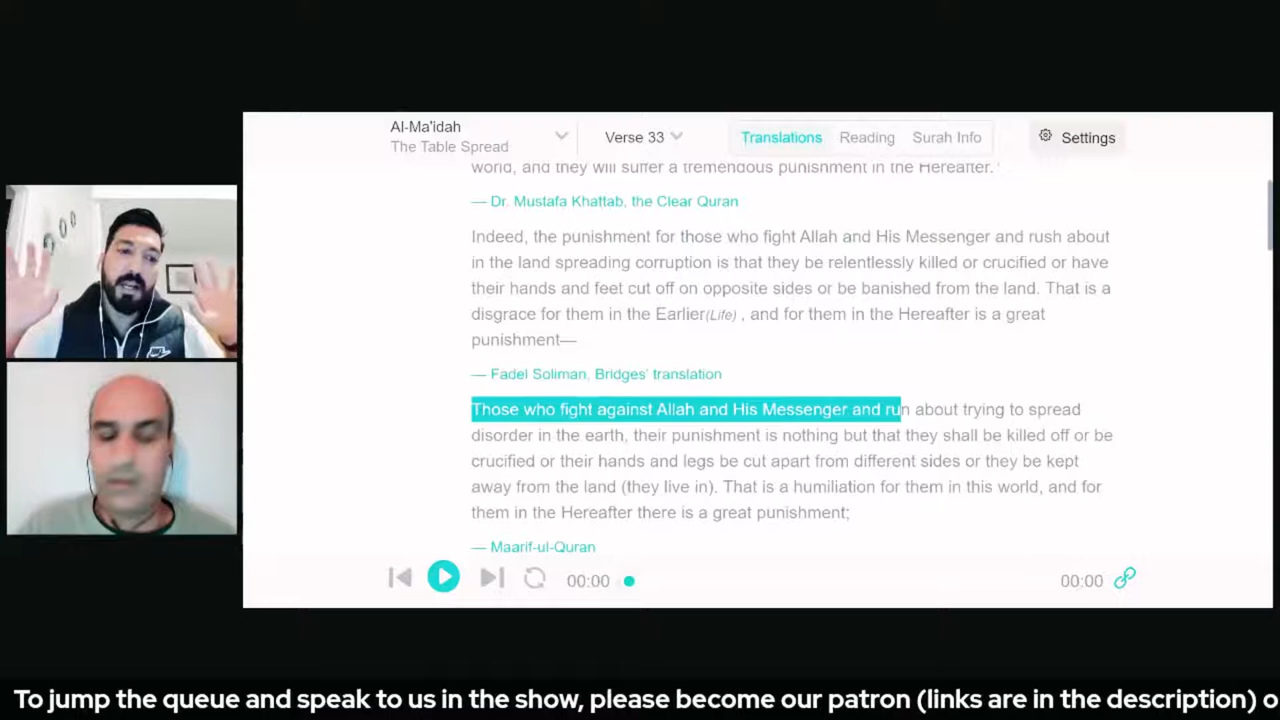 Al-Ma'idah
The Table Spread
Verse 33
Translations
Reading
Surah Info
Settings
world, and they will suffer a tremendous punishment in the Hereafter.¹
— Dr. Mustafa Khattab, the Clear Quran
Indeed, the punishment for those who fight Allah and His Messenger and rush about
in the land spreading corruption is that they be relentlessly killed or crucified or have
their hands and feet cut off on opposite sides or be banished from the land. That is a
disgrace for them in the Earlier(Life) , and for them in the Hereafter is a great
punishment—
— Fadel Soliman, Bridges' translation
Those who fight against Allah and His Messenger and run about trying to spread
disorder in the earth, their punishment is nothing but that they shall be killed off or be
crucified or their hands and legs be cut apart from different sides or they be kept
away from the land (they live in). That is a humiliation for them in this world, and for
them in the Hereafter there is a great punishment;
— Maarif-ul-Quran
00:00
00:00
To jump the queue and speak to us in the show, please become our patron (links are in the description) o